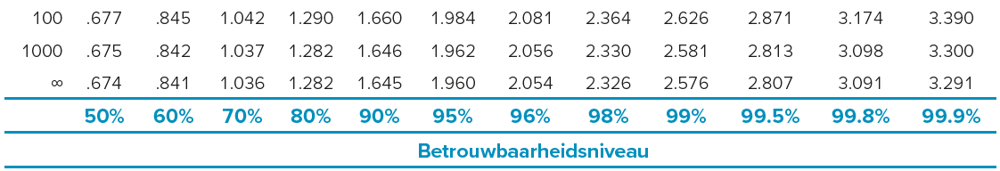 100 .677 .845 1.042 1.290 1.660 1.984 2.081 2.364 2.626 2.871 3.174 3.390
1000 .675 .842 1.037 1.282 1.646 1.962 2.056 2.330 2.581 2.813 3.098 3.300
∞ .674 .841 1.036 1.282 1.645 1.960 2.054 2.326 2.576 2.807 3.091 3.291
50% 60% 70% 80% 90% 95% 96% 98% 99% 99.5% 99.8% 99.9%
Betrouwbaarheidsniveau